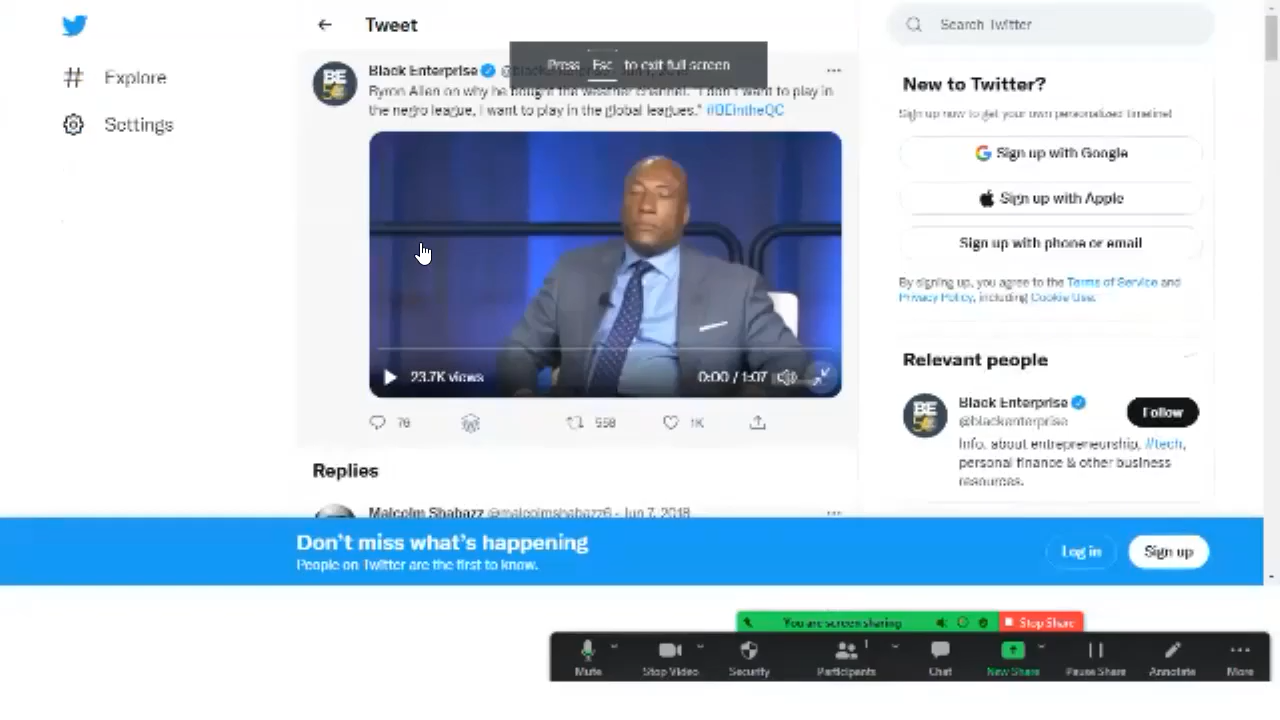 Tweet
Search Twitter
Explore
Settings
Press Esc to exit full screen
Black Enterprise
Byron Allen on why he bought the weather channel. "I don't want to play in
the negro league, I want to play in the global leagues." #BEintheQC
BE
23.7K views
0:00 / 1:07
76
558
1K
Replies
Malcolm Shabazz @malcolmshabazz6 - Jun 7, 2018
New to Twitter?
Sign up now to get your own personalized timeline!
Sign up with Google
Sign up with Apple
Sign up with phone or email
By signing up, you agree to the Terms of Service and
Privacy Policy, including Cookie Use.
Relevant people
BE
Black Enterprise
@blackenterprise
Follow
Info. about entrepreneurship, #tech,
personal finance & other business
resources.
Don't miss what's happening
People on Twitter are the first to know.
Log in
Sign up
You are screen sharing
Stop Share
Mute
Stop Video
Security
Participants
1
Chat
New Share
Pause Share
Annotate
More